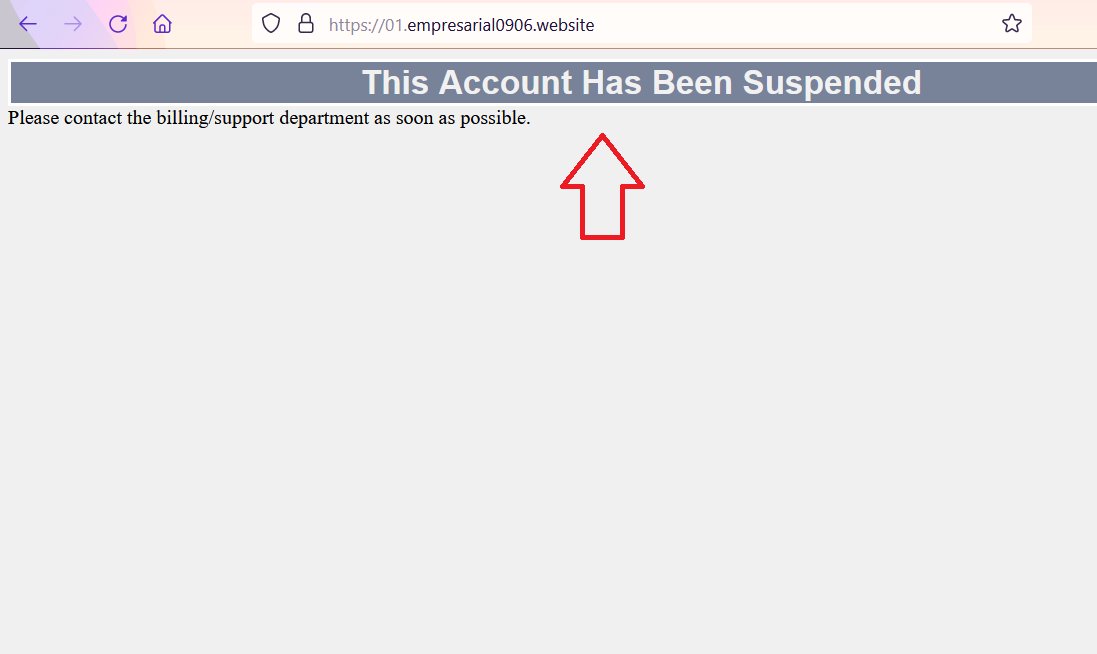 https://01.empresarial0906.website
This Account Has Been Suspended
Please contact the billing/support department as soon as possible.